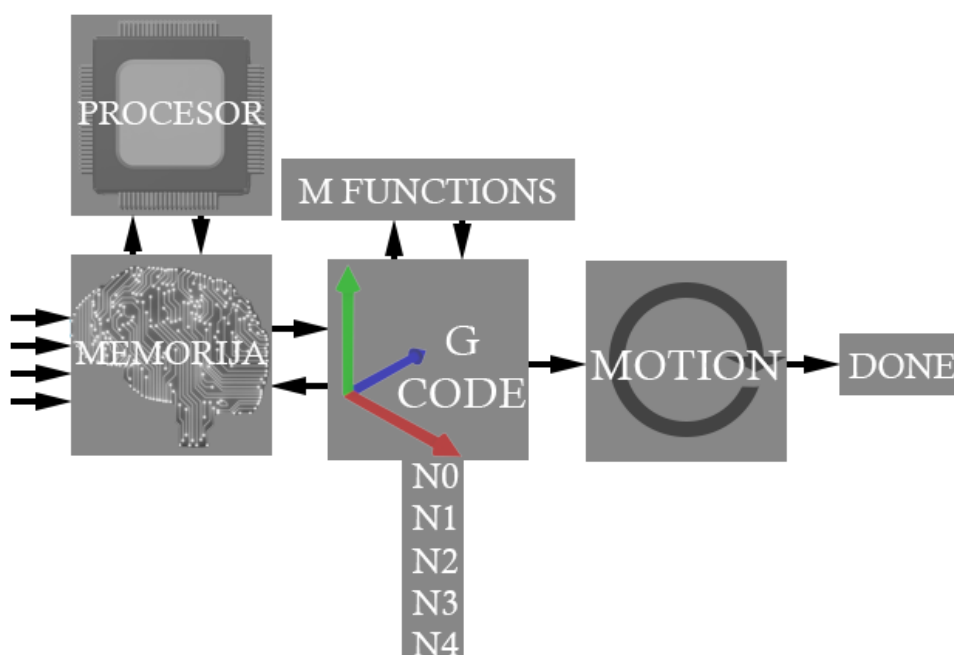 PROCESOR
M FUNCTIONS
MEMORIJA
G
CODE
MOTION
DONE
N0
N1
N2
N3
N4